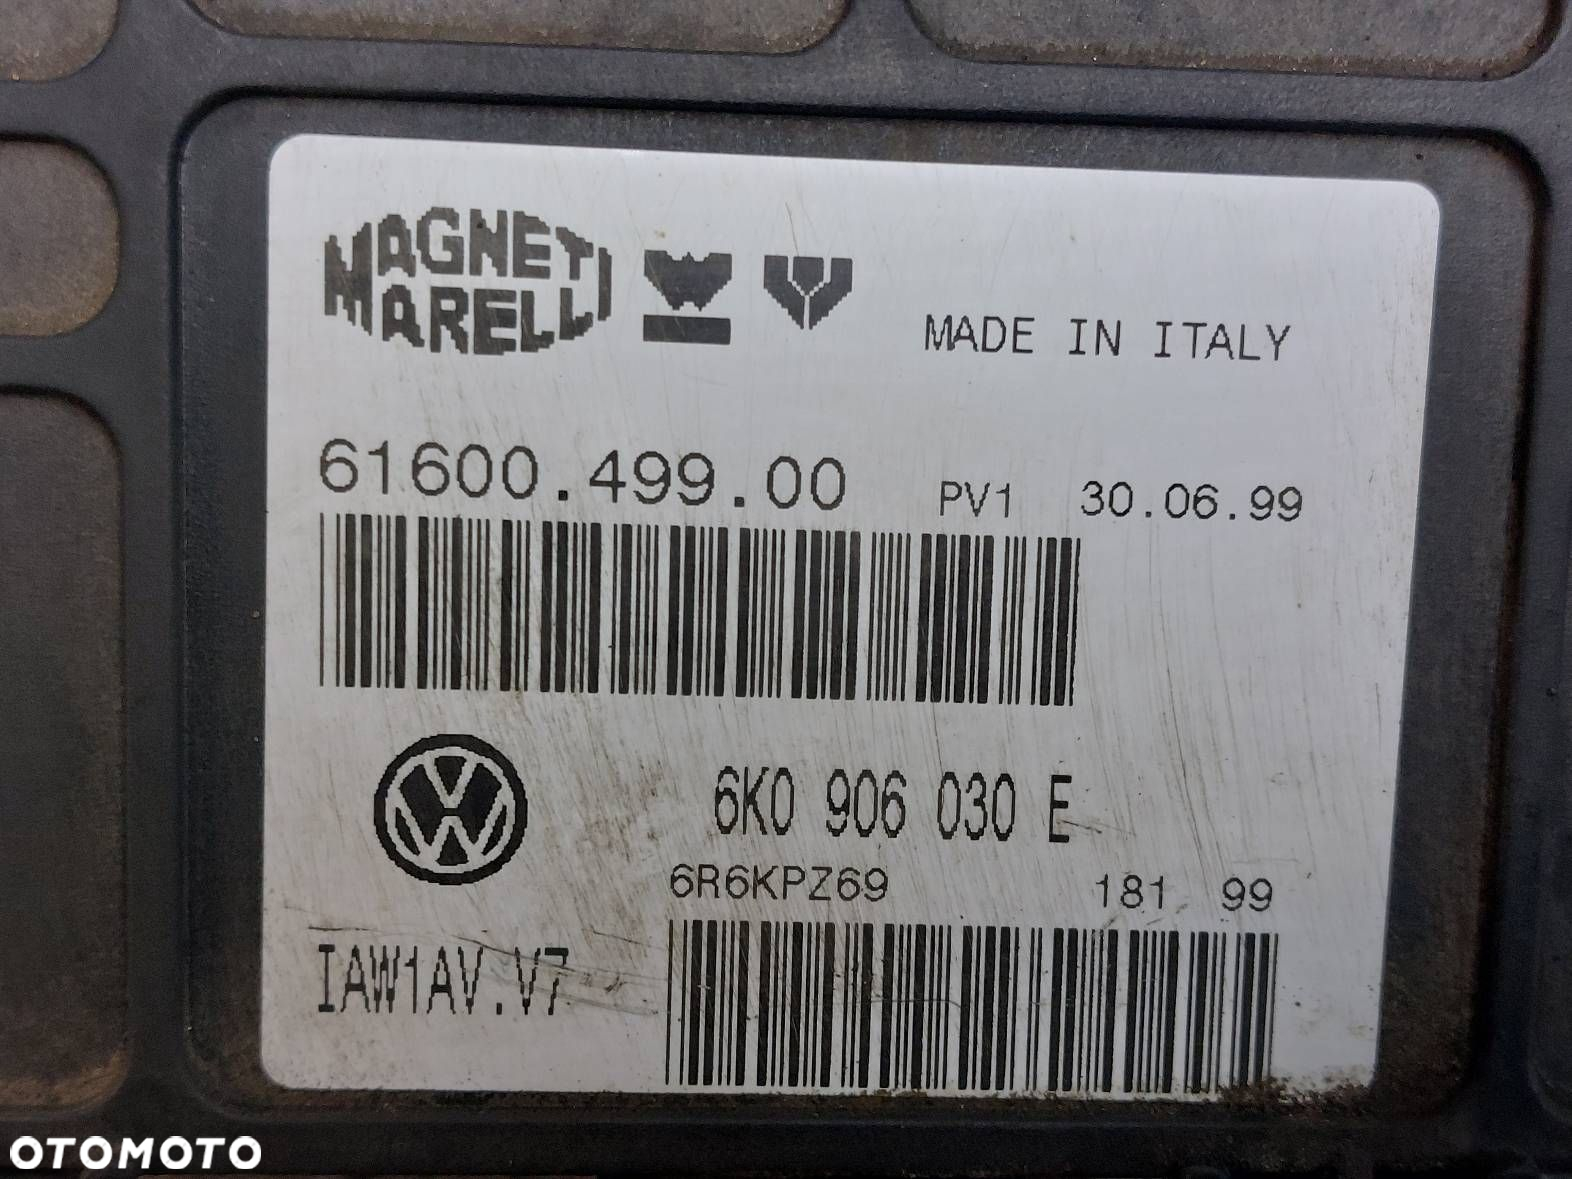 MAGNETI
MARELLI
MADE IN ITALY
61600.499.00 PV1 30.06.99
6K0 906 030 E
6R6KPZ69 181 99
IAW1AV.V7
OTOMOTO